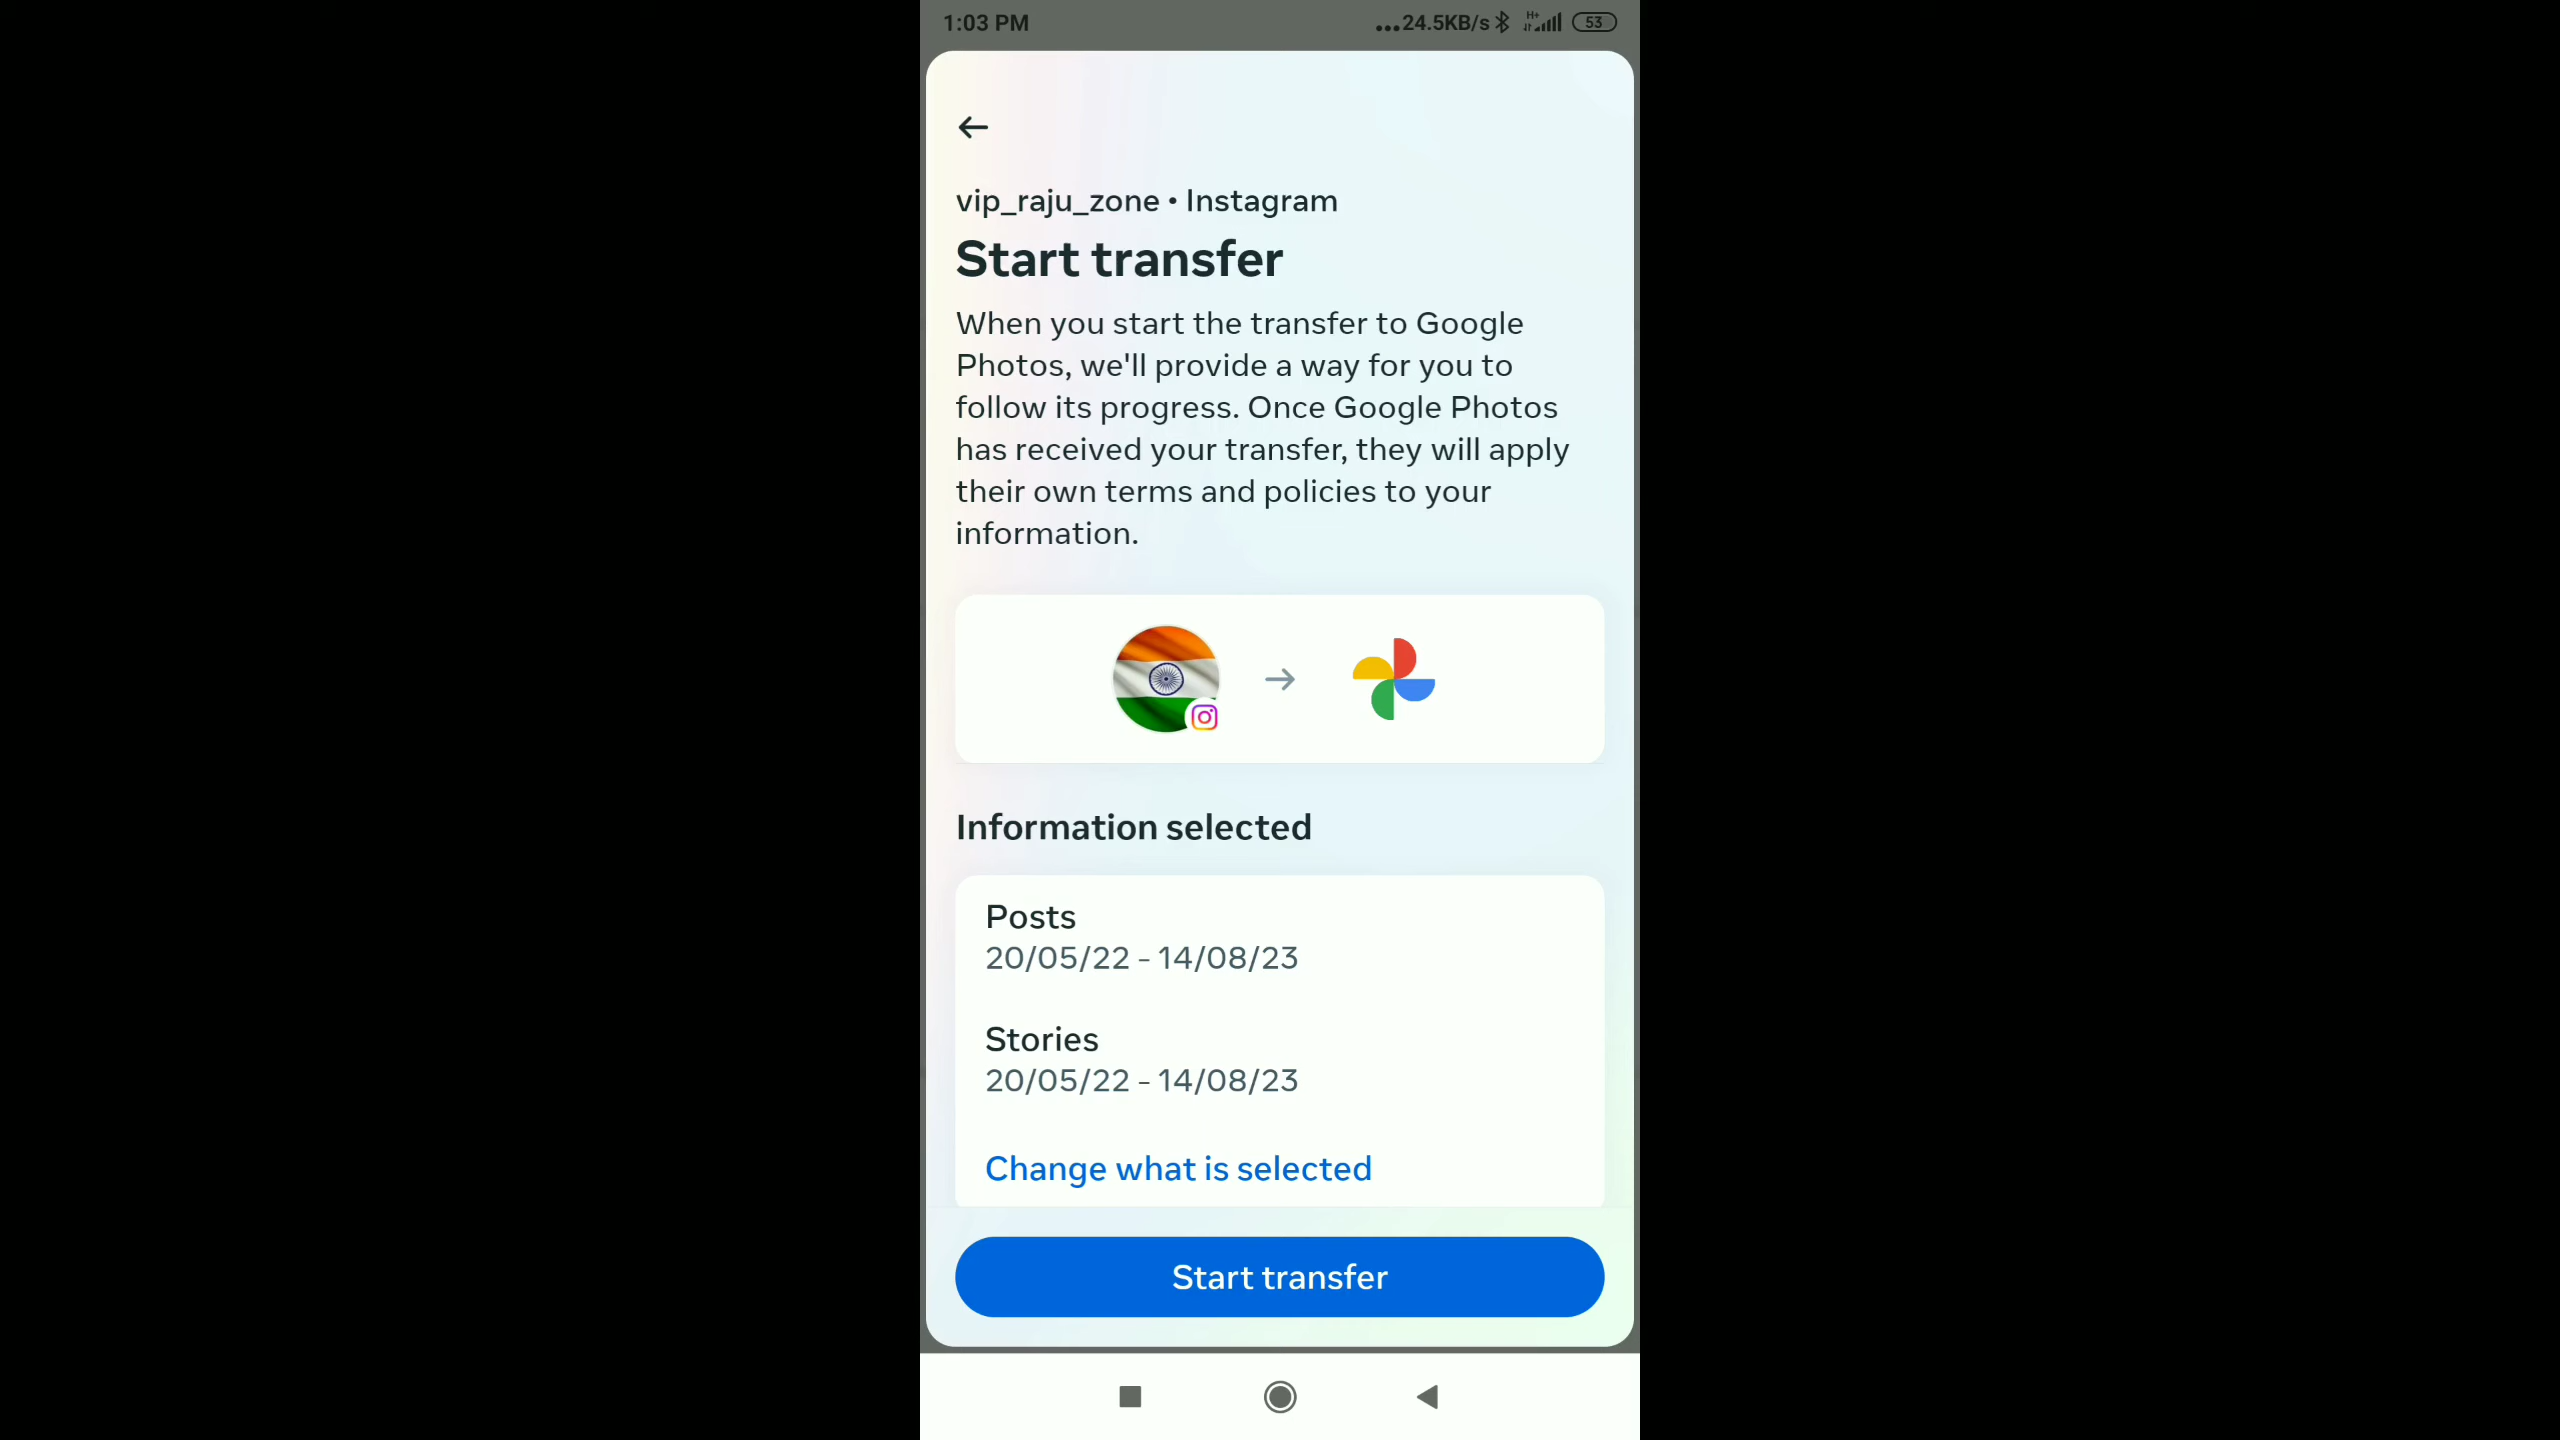 1:03 PM
...24.5KB/s H+ 53
vip_raju_zone • Instagram
Start transfer
When you start the transfer to Google
Photos, we'll provide a way for you to
follow its progress. Once Google Photos
has received your transfer, they will apply
their own terms and policies to your
information.
Information selected
Posts
20/05/22 - 14/08/23
Stories
20/05/22 - 14/08/23
Change what is selected
Start transfer